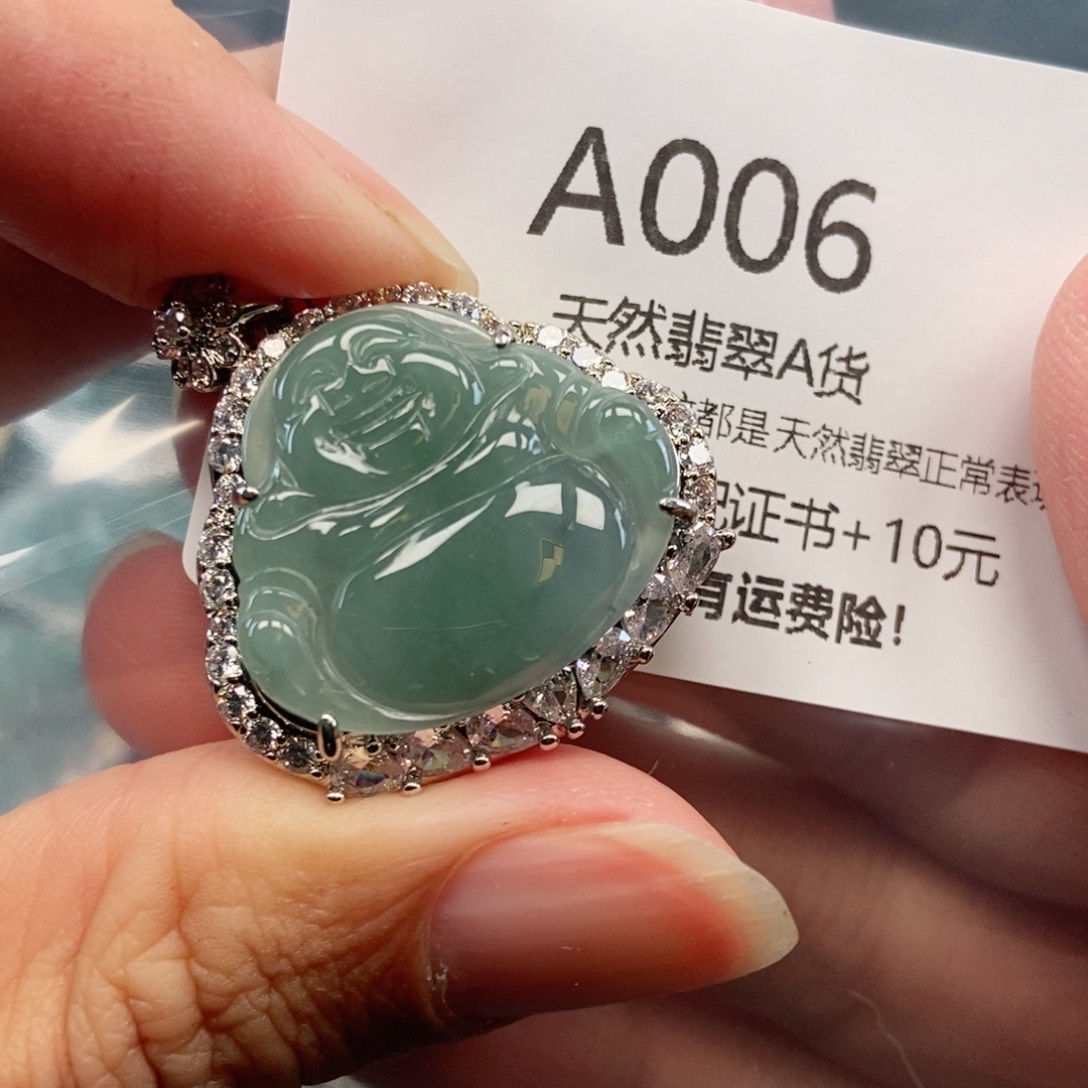 A006
天然翡翠A货
都是天然翡翠正常表
证书+10元
有运费险!